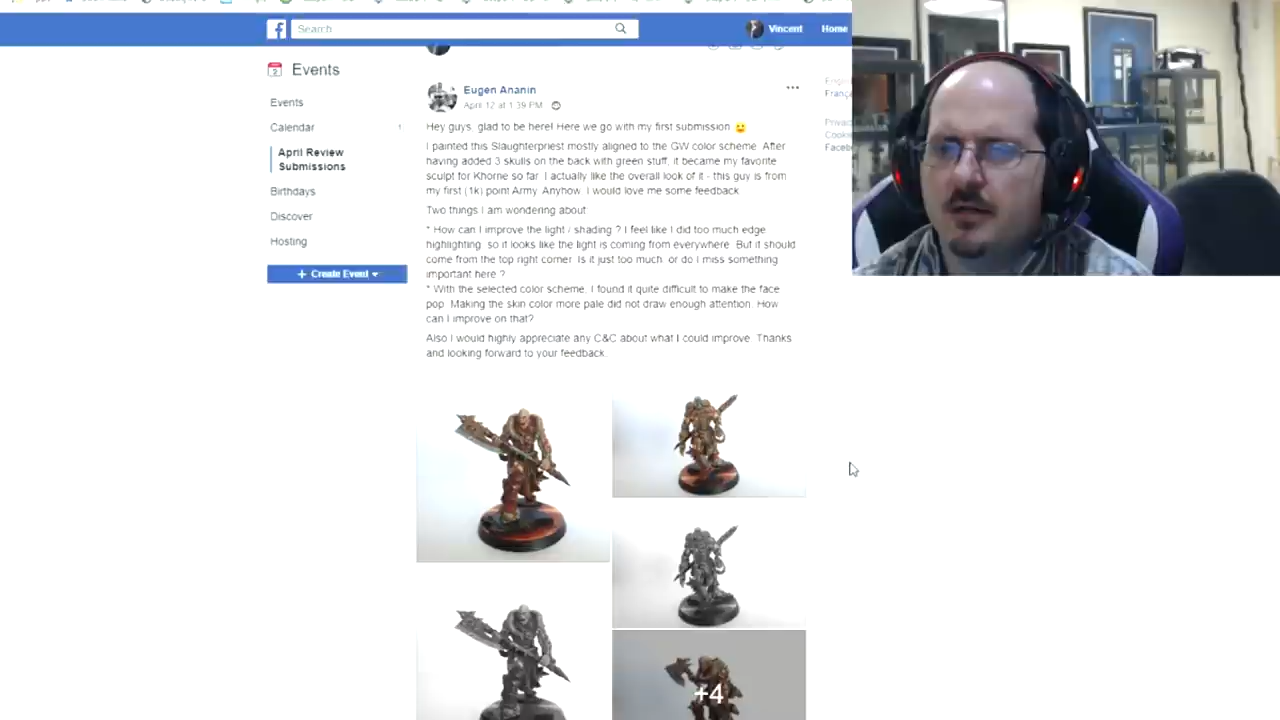 Search
Vincent
Home
Events
Events
Calendar
1
April Review
Submissions
Birthdays
Discover
Hosting
+ Create Event
Eugen Ananin
April 12 at 1:39 PM
Hey guys, glad to be here! Here we go with my first submission
I painted this Slaughterpriest mostly aligned to the GW color scheme. After
having added 3 skulls on the back with green stuff, it became my favorite
sculpt for Khorne so far. I actually like the overall look of it - this guy is from
my first (1k) point Army. Anyhow, I would love me some feedback.
Two things I am wondering about:
* How can I improve the light / shading ? I feel like I did too much edge
highlighting, so it looks like the light is coming from everywhere. But it should
come from the top right corner. Is it just too much, or do I miss something
important here ?
* With the selected color scheme, I found it quite difficult to make the face
pop. Making the skin color more pale did not draw enough attention. How
can I improve on that?
Also I would highly appreciate any C&C about what I could improve. Thanks
and looking forward to your feedback.
+4
França
Privac
Cookie
Faceb